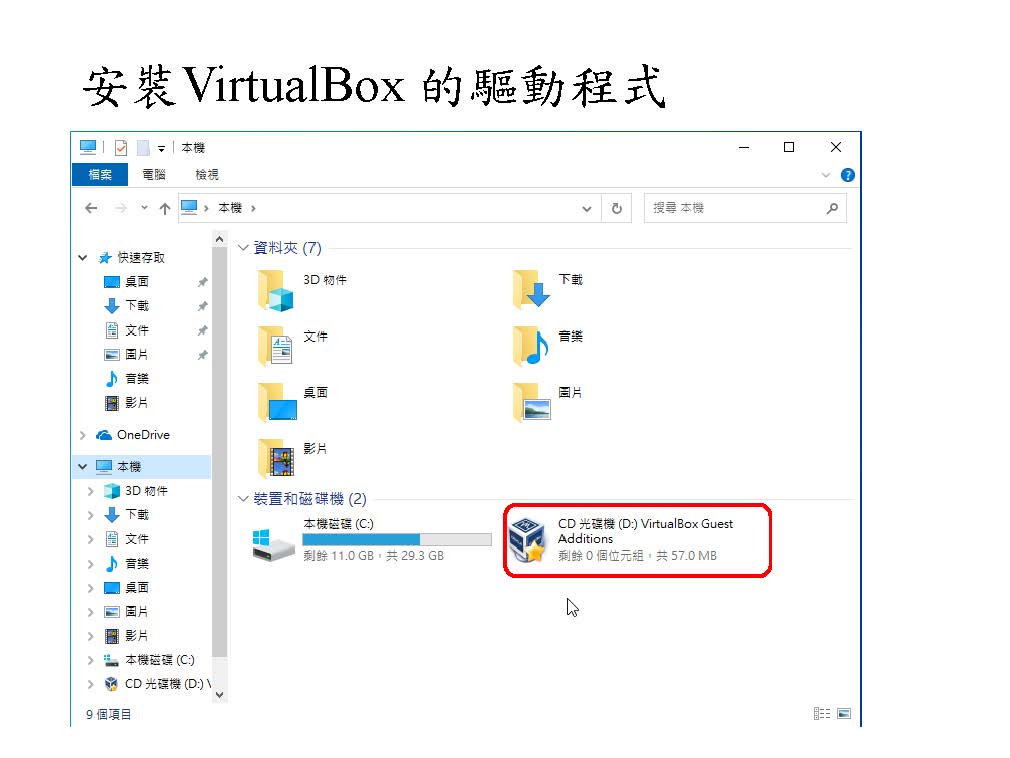 安裝VirtualBox 的驅動程式
本機
檔案 電腦 檢視
本機
搜尋 本機
快速存取
桌面
下載
文件
圖片
音樂
影片
OneDrive
本機
3D 物件
下載
文件
音樂
桌面
圖片
影片
本機磁碟 (C:)
CD 光碟機 (D:) V
資料夾 (7)
3D 物件
下載
文件
音樂
桌面
圖片
影片
裝置和磁碟機 (2)
本機磁碟 (C:)
剩餘 11.0 GB,共 29.3 GB
CD 光碟機 (D:) VirtualBox Guest
Additions
剩餘 0 個位元組,共 57.0 MB
9 個項目